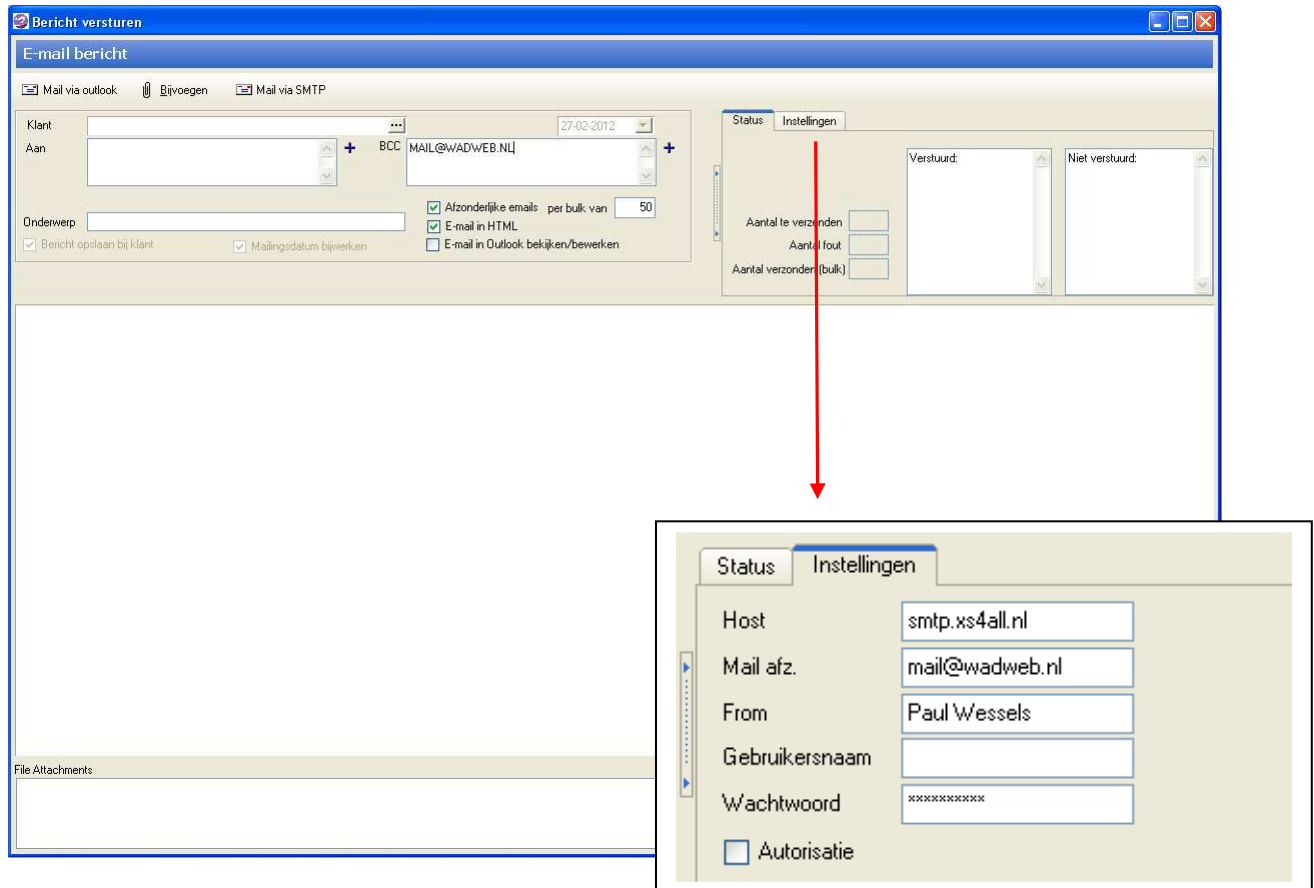 Bericht versturen
E-mail bericht
Mail via outlook Bijvoegen Mail via SMTP
Klant ... 27-02-2012
Aan BCC MAIL@WADWEB.NL
Onderwerp
Afzonderlijke emails per bulk van 50
E-mail in HTML
Bericht opslaan bij klant Mailingsdatum bijwerken E-mail in Outlook bekijken/bewerken
Status Instellingen
Verstuurd: Niet verstuurd:
Aantal te verzenden
Aantal fout
Aantal verzonden (bulk)
File Attachments
Status Instellingen
Host smtp.xs4all.nl
Mail afz. mail@wadweb.nl
From Paul Wessels
Gebruikersnaam
Wachtwoord **********
Autorisatie